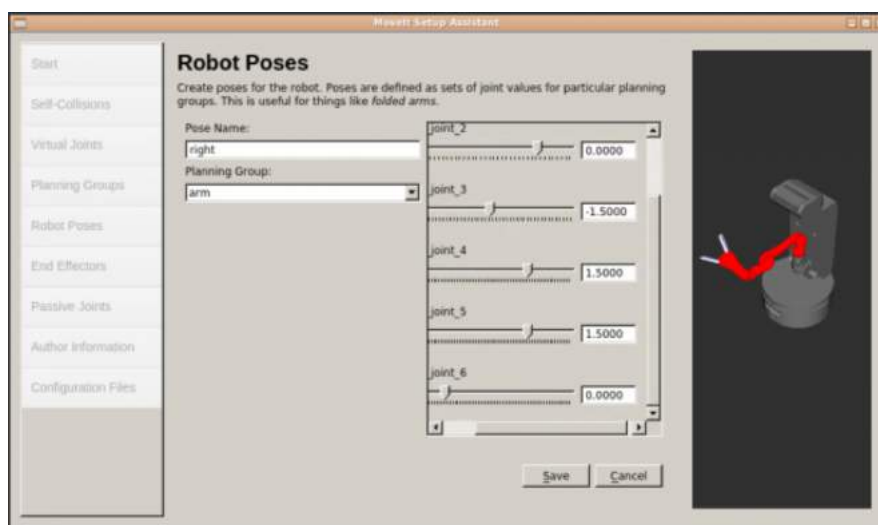 MoveIt Setup Assistant
Start
Self-Collisions
Virtual Joints
Planning Groups
Robot Poses
End Effectors
Passive Joints
Author Information
Configuration Files
Robot Poses
Create poses for the robot. Poses are defined as sets of joint values for particular planning
groups. This is useful for things like folded arms.
Pose Name:
right
Planning Group:
arm
joint_2
0.0000
joint_3
-1.5000
joint_4
1.5000
joint_5
1.5000
joint_6
0.0000
Save
Cancel